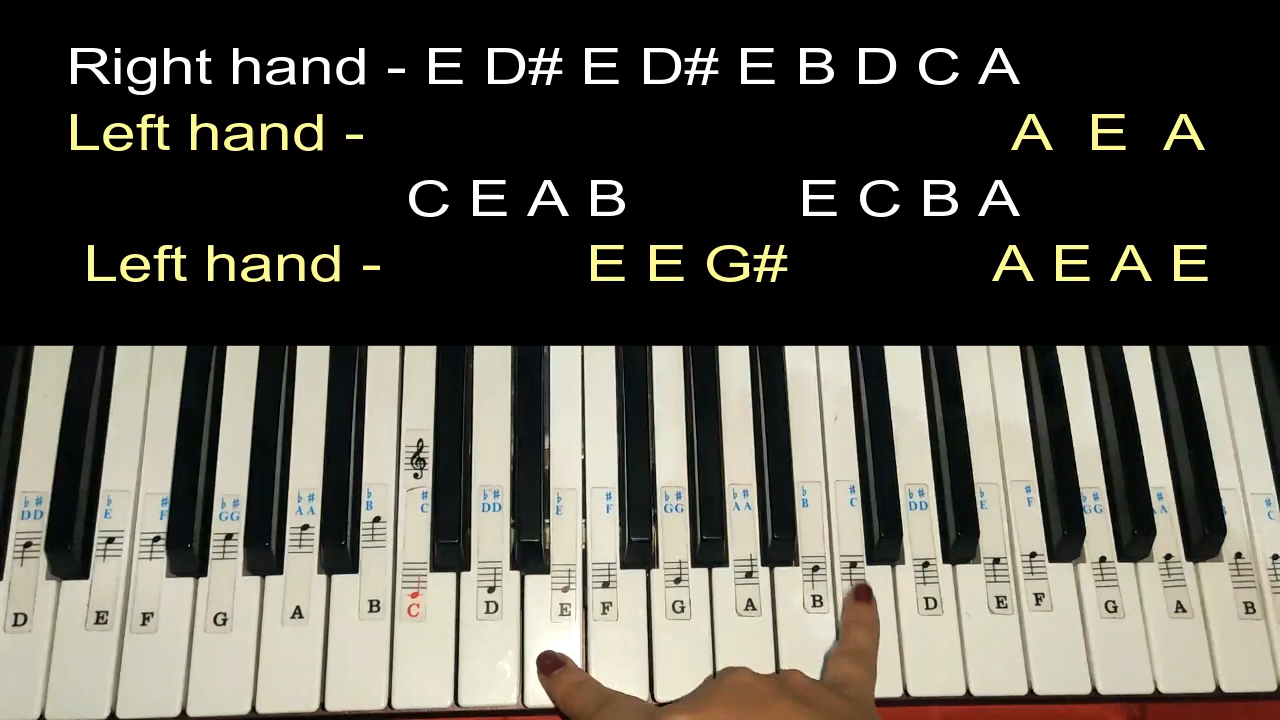 Right hand - E D# E D# E B D C A
Left hand - A E A
C E A B E C B A
Left hand - E E G# A E A E
♭ ♯ D D ♭ E ♯ F ♭ ♯ G G ♭ ♯ A A ♭ B ♯ C ♭ ♯ D D ♭ E ♯ F ♭ ♯ G G ♭ ♯ A A ♭ B ♯ C ♭ ♯ D D ♭ E ♯ F ♭ ♯ G G ♯ A A ♯ C
D E F G A B C D E F G A B D E F G A B